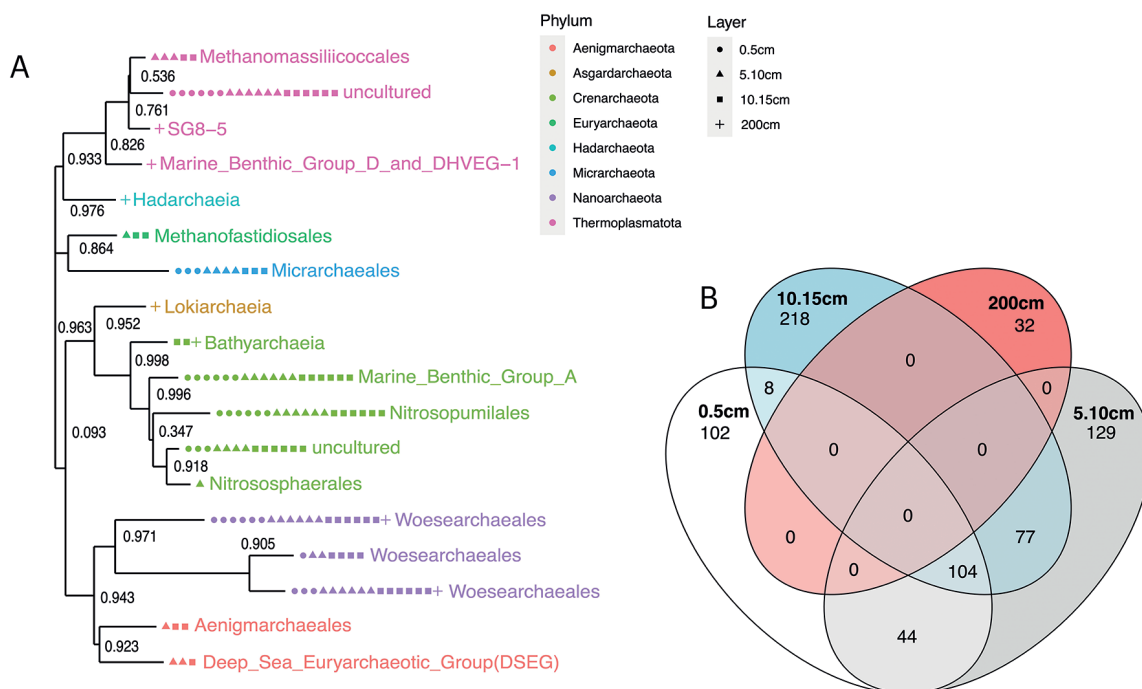 A
Methanomassiliicoccales
0.536
uncultured
0.761
SG8-5
0.826
0.933
Marine_Benthic_Group_D_and_DHVEG-1
Hadarchaeia
0.976
Methanofastidiosales
0.864
Micrarchaeales
Lokiarchaeia
0.963
0.952
Bathyarchaeia
0.998
Marine_Benthic_Group_A
0.996
Nitrosopumilales
0.093
0.347
uncultured
0.918
Nitrososphaerales
Woesearchaeales
0.971
0.905
Woesearchaeales
Woesearchaeales
0.943
Aenigmarchaeales
0.923
Deep_Sea_Euryarchaeotic_Group(DSEG)
Phylum
Aenigmarchaeota
Asgardarchaeota
Crenarchaeota
Euryarchaeota
Hadarchaeota
Micrarchaeota
Nanoarchaeota
Thermoplasmatota
Layer
0.5cm
5.10cm
10.15cm
200cm
B
10.15cm
218
200cm
32
0
8
0
0.5cm
102
5.10cm
129
0
0
0
0
77
0
104
44